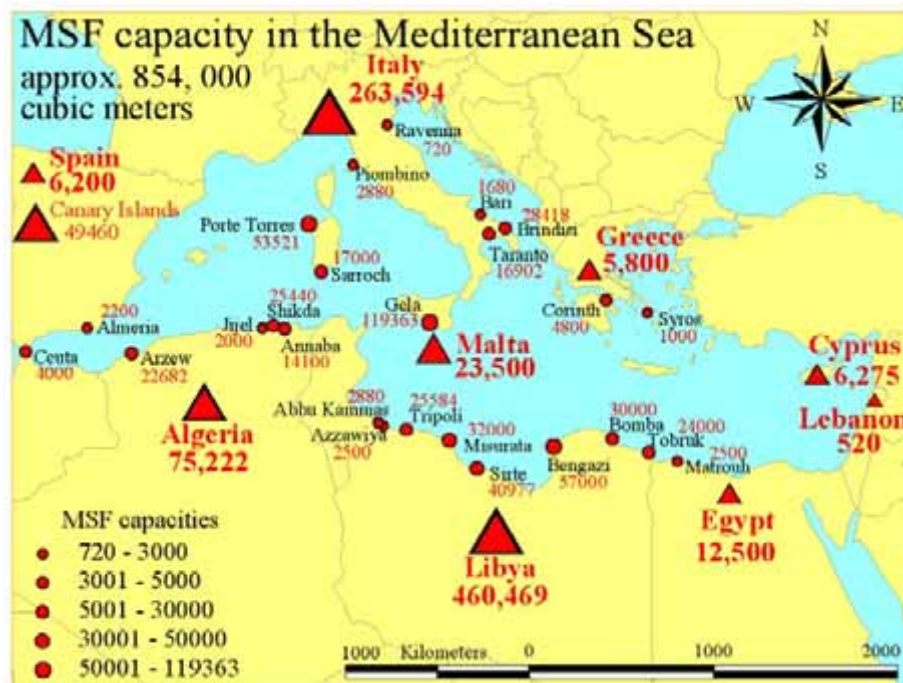 MSF capacity in the Mediterranean Sea
approx. 854, 000
cubic meters
N
W
E
S
Italy
263,594
Ravenna
720
Piombino
2880
Spain
6,200
Canary Islands
49460
Porte Torres
53521
17000
Sarroch
1680
Bari
28418
Brindizi
Taranto
16902
Greece
5,800
Corinth
4800
Syros
1000
2200
Almeria
Ceuta
4000
Arzew
22682
25440
Shikda
Jijel
2000
Annaba
14100
Gela
119363
Malta
23,500
Cyprus
6,275
Lebanon
520
Algeria
75,222
2880
Abbu Kammas
Azzawiya
2500
25584
Tripoli
32000
Misurata
Sirte
40977
Bengazi
57000
30000
Bomba
24000
Tobruk
2500
Matrouh
Egypt
12,500
Libya
460,469
MSF capacities
720 - 3000
3001 - 5000
5001 - 30000
30001 - 50000
50001 - 119363
1000 Kilometers 0 1000 2000